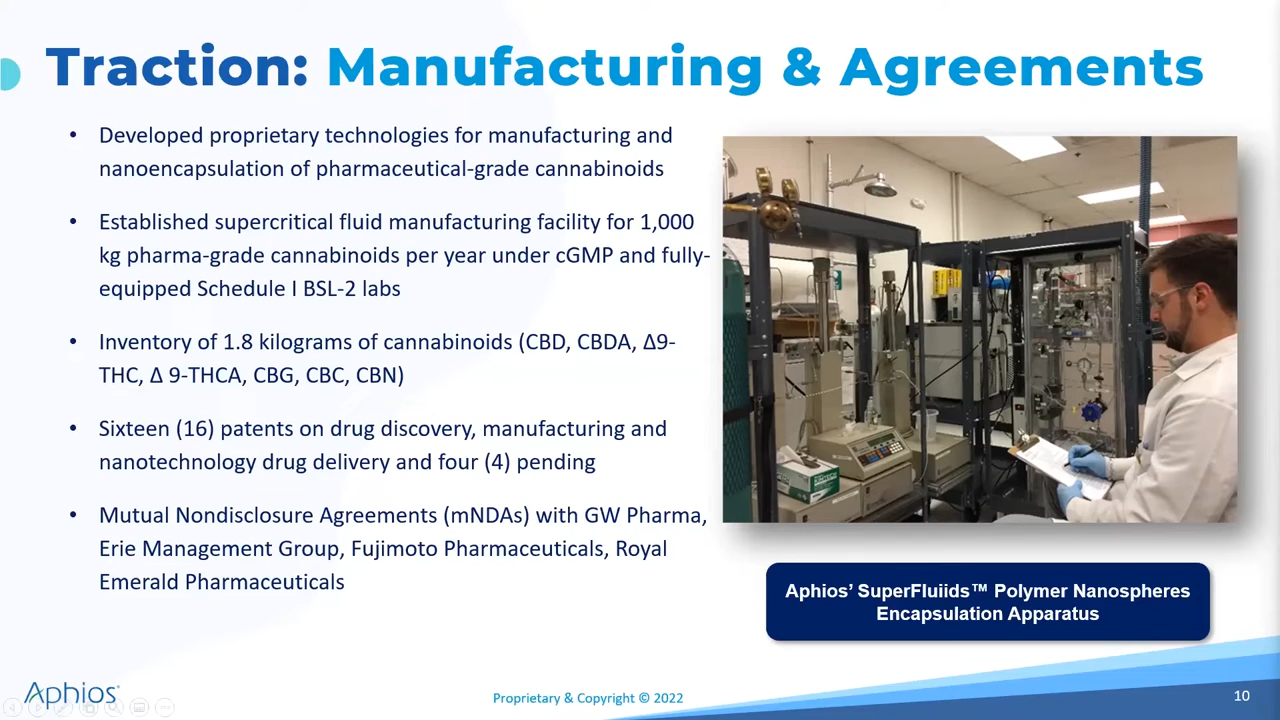 Traction: Manufacturing & Agreements
• Developed proprietary technologies for manufacturing and
nanoencapsulation of pharmaceutical-grade cannabinoids
• Established supercritical fluid manufacturing facility for 1,000
kg pharma-grade cannabinoids per year under cGMP and fully-
equipped Schedule I BSL-2 labs
• Inventory of 1.8 kilograms of cannabinoids (CBD, CBDA, Δ9-
THC, Δ 9-THCA, CBG, CBC, CBN)
• Sixteen (16) patents on drug discovery, manufacturing and
nanotechnology drug delivery and four (4) pending
• Mutual Nondisclosure Agreements (mNDAs) with GW Pharma,
Erie Management Group, Fujimoto Pharmaceuticals, Royal
Emerald Pharmaceuticals
Aphios’ SuperFluiids™ Polymer Nanospheres
Encapsulation Apparatus
Aphios
Proprietary & Copyright © 2022
10